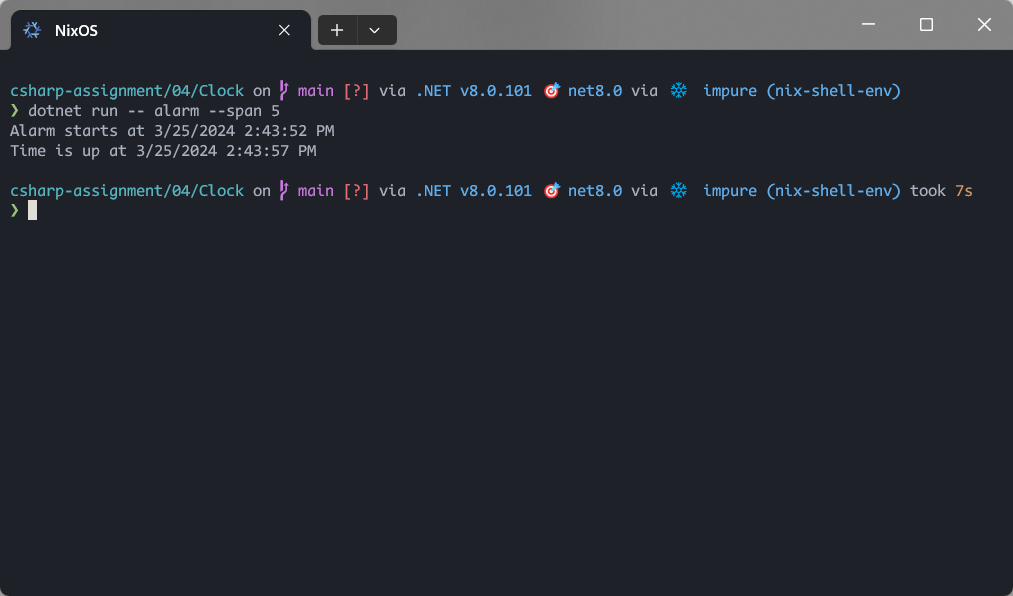 NixOS
csharp-assignment/04/Clock on main [?] via .NET v8.0.101 🎯 net8.0 via ❄ impure (nix-shell-env)
❯ dotnet run -- alarm --span 5
Alarm starts at 3/25/2024 2:43:52 PM
Time is up at 3/25/2024 2:43:57 PM
csharp-assignment/04/Clock on main [?] via .NET v8.0.101 🎯 net8.0 via ❄ impure (nix-shell-env) took 7s
❯